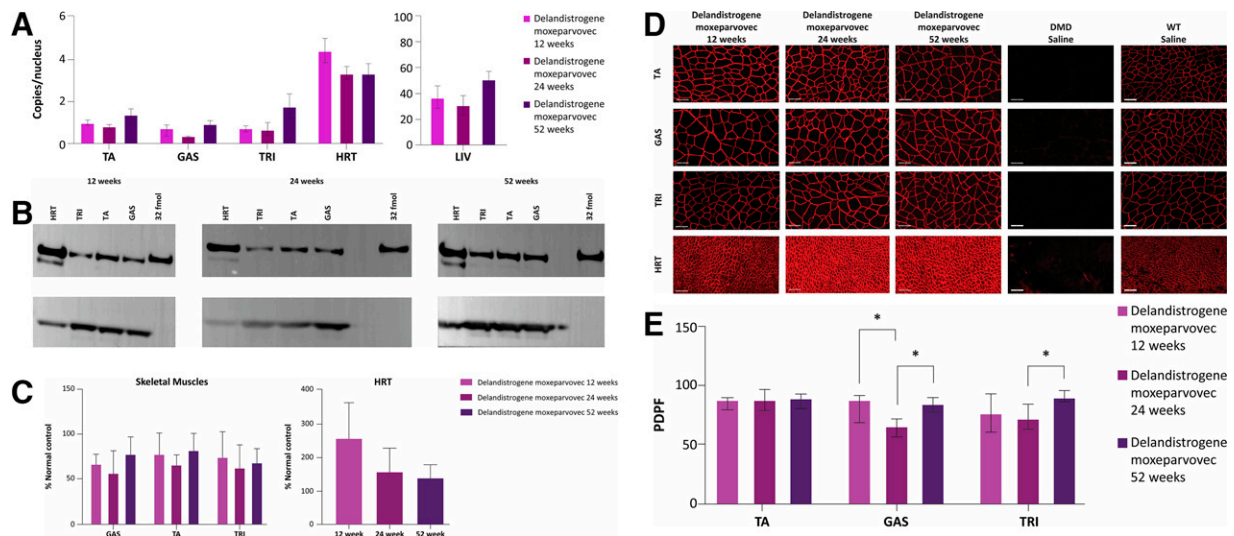 A
Copies/nucleus
6
4
2
0
TA
GAS
TRI
HRT
100
80
60
40
20
0
LIV
Delandistrogene
moxeparvovec
12 weeks
Delandistrogene
moxeparvovec
24 weeks
Delandistrogene
moxeparvovec
52 weeks
B
12 weeks
HRT
TRI
TA
GAS
32 fmol
24 weeks
HRT
TRI
TA
GAS
32 fmol
52 weeks
HRT
TRI
TA
GAS
32 fmol
C
Skeletal Muscles
% Normal control
150
100
50
0
GAS
TA
TRI
HRT
% Normal control
400
300
200
100
0
12 week
24 week
52 week
Delandistrogene moxeparvovec 12 weeks
Delandistrogene moxeparvovec 24 weeks
Delandistrogene moxeparvovec 52 weeks
D
Delandistrogene
moxeparvovec
12 weeks
Delandistrogene
moxeparvovec
24 weeks
Delandistrogene
moxeparvovec
52 weeks
DMD
Saline
WT
Saline
TA
GAS
TRI
HRT
E
PDPF
150
100
50
0
TA
GAS
TRI
*
*
*
Delandistrogene
moxeparvovec
12 weeks
Delandistrogene
moxeparvovec
24 weeks
Delandistrogene
moxeparvovec
52 weeks